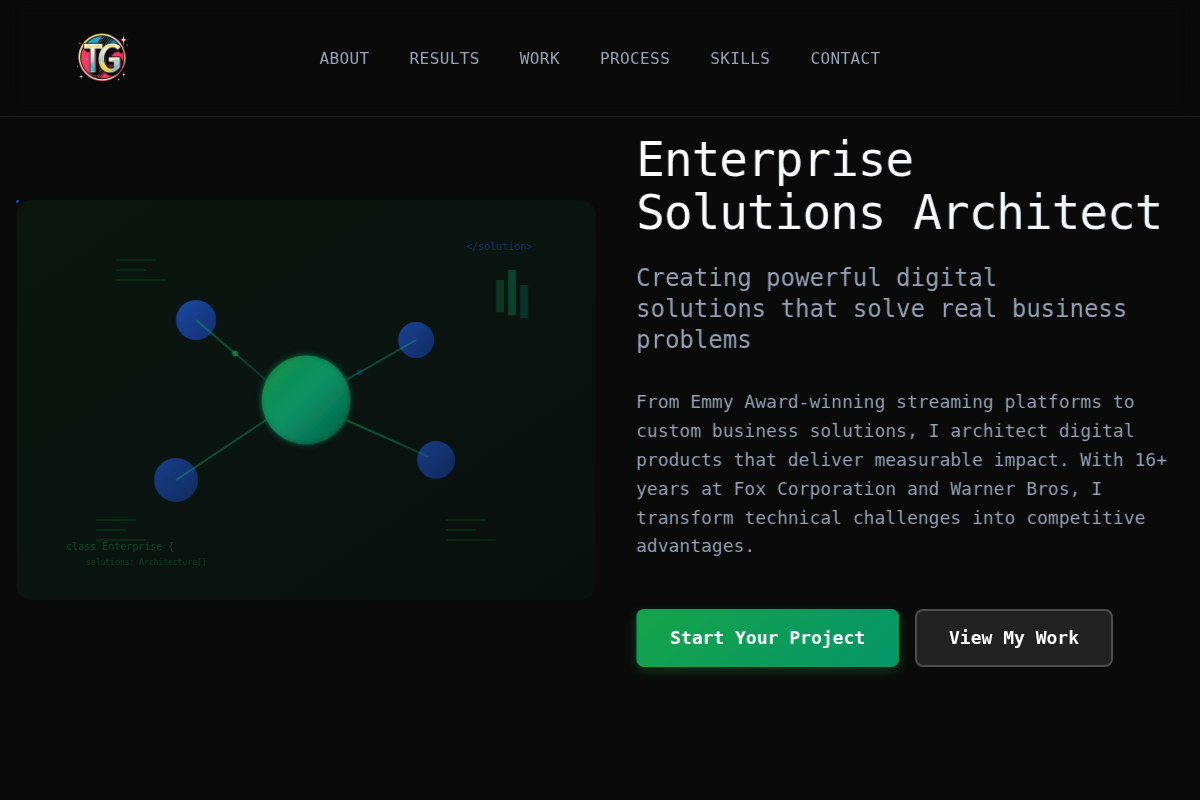 TG
ABOUT RESULTS WORK PROCESS SKILLS CONTACT
</solution>
class Enterprise {
solutions: Architecture[]
Enterprise
Solutions Architect
Creating powerful digital
solutions that solve real business
problems
From Emmy Award-winning streaming platforms to
custom business solutions, I architect digital
products that deliver measurable impact. With 16+
years at Fox Corporation and Warner Bros, I
transform technical challenges into competitive
advantages.
Start Your Project View My Work